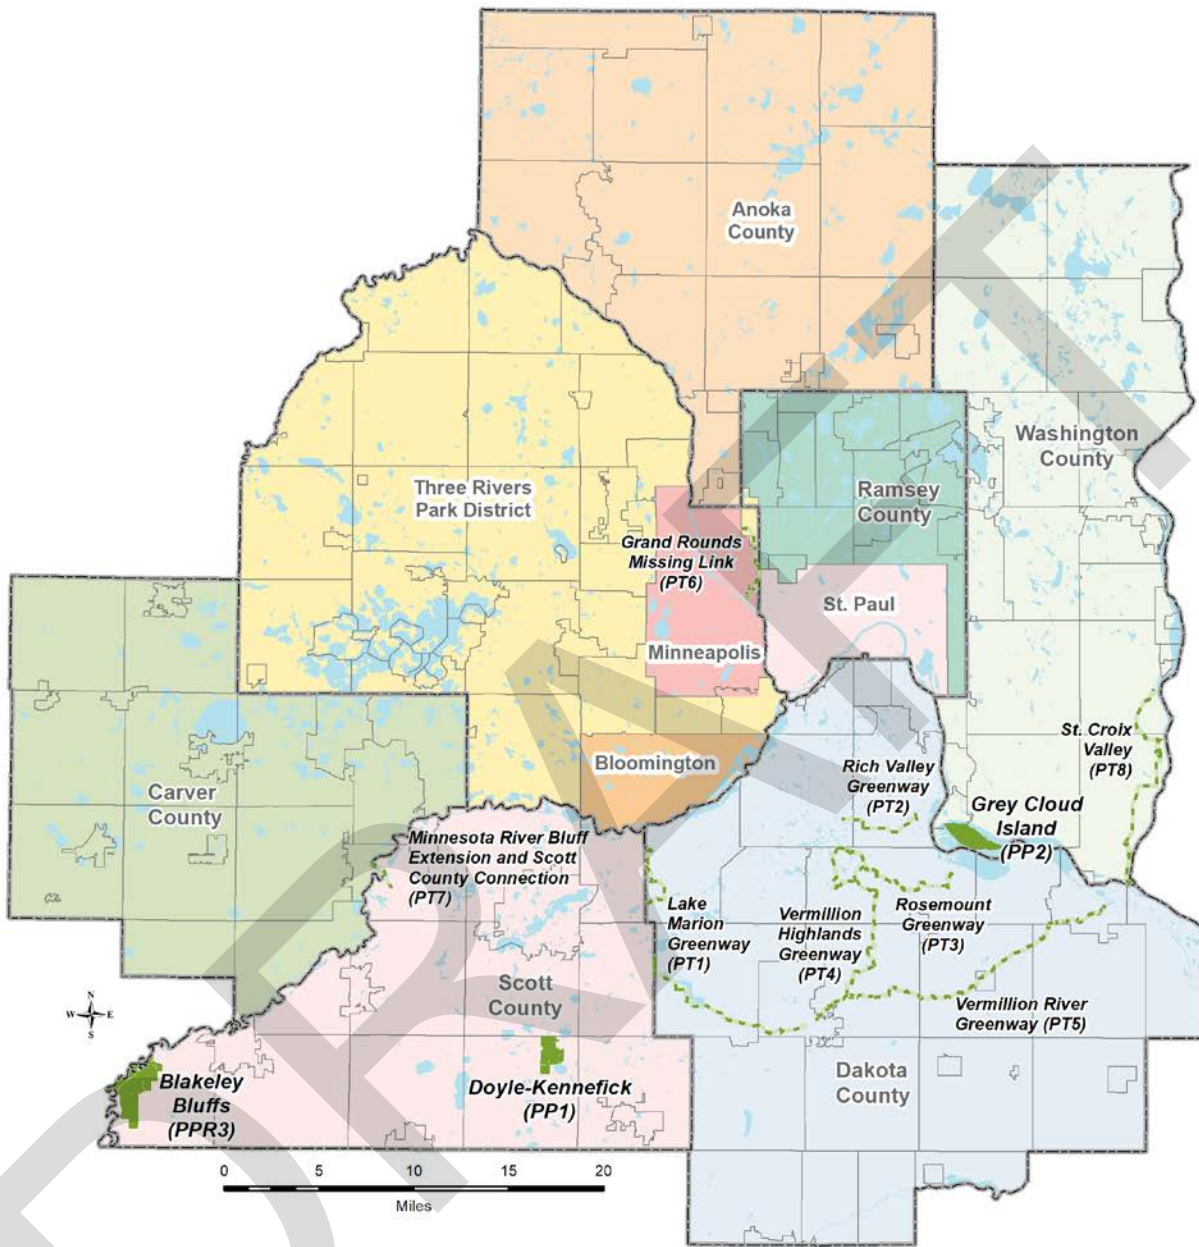 Anoka
County
Washington
County
Ramsey
County
Three Rivers
Park District
Grand Rounds
Missing Link
(PT6)
St. Paul
Minneapolis
St. Croix
Valley
(PT8)
Bloomington
Rich Valley
Greenway
(PT2)
Grey Cloud
Island
(PP2)
Carver
County
Minnesota River Bluff
Extension and Scott
County Connection
(PT7)
Lake
Marion
Greenway
(PT1)
Vermillion
Highlands
Greenway
(PT4)
Rosemount
Greenway
(PT3)
Scott
County
Vermillion River
Greenway (PT5)
N
W E
S
Blakeley
Bluffs
(PPR3)
Doyle-Kennefick
(PP1)
Dakota
County
0 5 10 15 20
Miles
DRAFT